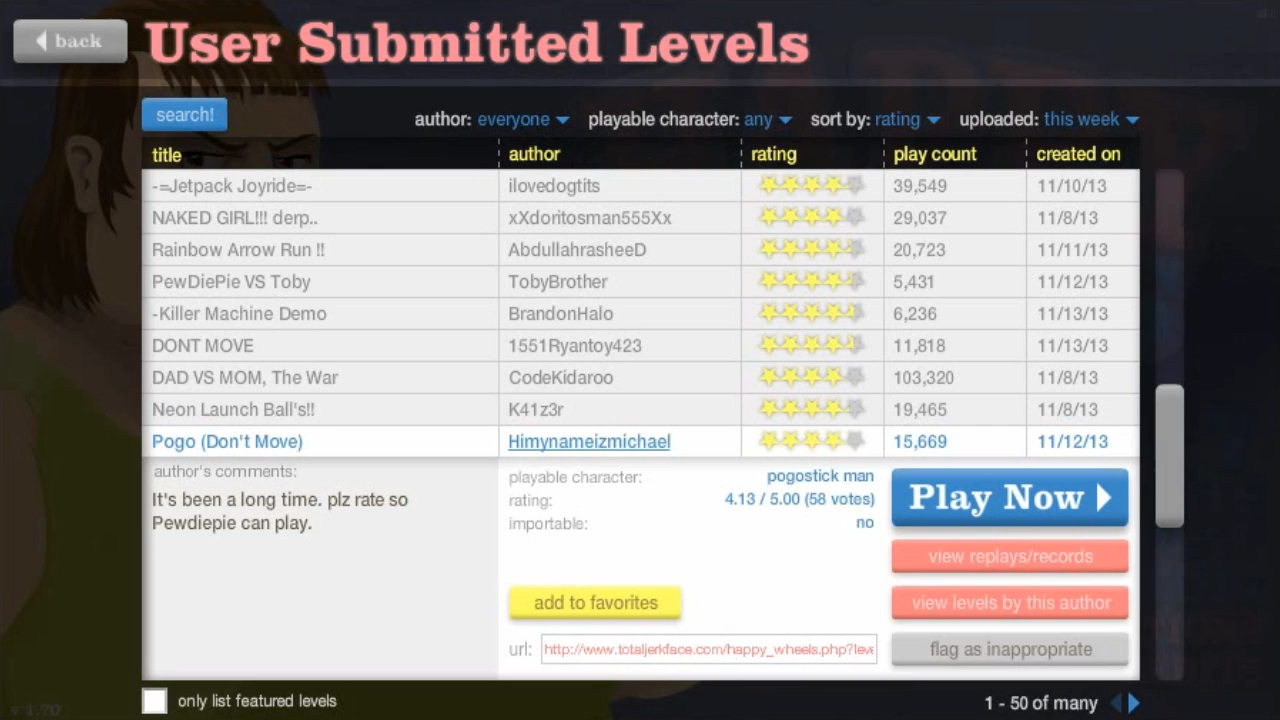 back
User Submitted Levels
search!
author: everyone playable character: any sort by: rating uploaded: this week
title author rating play count created on
-=Jetpack Joyride=- ilovedogtits 39,549 11/10/13
NAKED GIRL!!! derp.. xXdoritosman555Xx 29,037 11/8/13
Rainbow Arrow Run !! AbdullahrasheeD 20,723 11/11/13
PewDiePie VS Toby TobyBrother 5,431 11/12/13
-Killer Machine Demo BrandonHalo 6,236 11/13/13
DONT MOVE 1551Ryantoy423 11,818 11/13/13
DAD VS MOM, The War CodeKidaroo 103,320 11/8/13
Neon Launch Ball's!! K41z3r 19,465 11/8/13
Pogo (Don't Move) Himynameizmichael 15,669 11/12/13
author's comments:
It's been a long time. plz rate so
Pewdiepie can play.
playable character: pogostick man
rating: 4.13 / 5.00 (58 votes)
importable: no
Play Now
view replays/records
add to favorites
view levels by this author
url: http://www.totaljerkface.com/happy_wheels.php?leve
flag as inappropriate
only list featured levels
1 - 50 of many
v 1.70